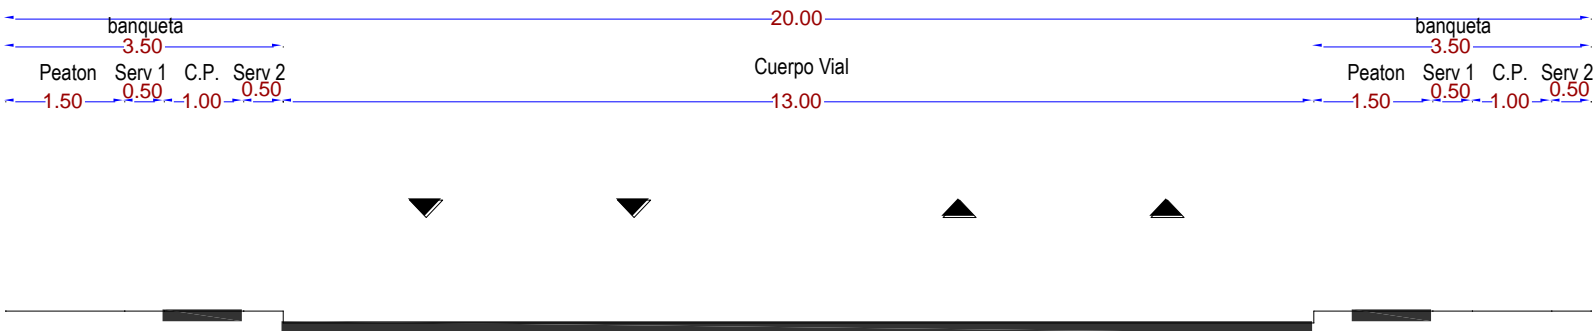 20.00
banqueta banqueta
3.50 3.50
Peaton Serv 1 C.P. Serv 2 Cuerpo Vial Peaton Serv 1 C.P. Serv 2
1.50 0.50 1.00 0.50 13.00 1.50 0.50 1.00 0.50